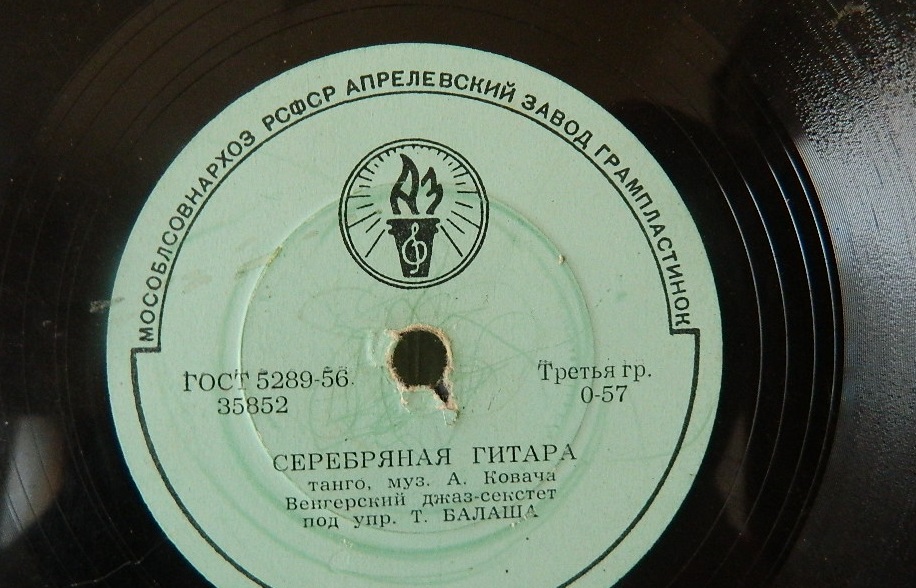 МОСОБЛСОВНАРХОЗ РСФСР АПРЕЛЕВСКИЙ ЗАВОД ГРАМПЛАСТИНОК
АЗ
ГОСТ 5289-56.
35852
Третья гр.
0-57
СЕРЕБРЯНАЯ ГИТАРА
танго, муз. А. Ковача
Венгерский джаз-секстет
под упр. Т. БАЛАША